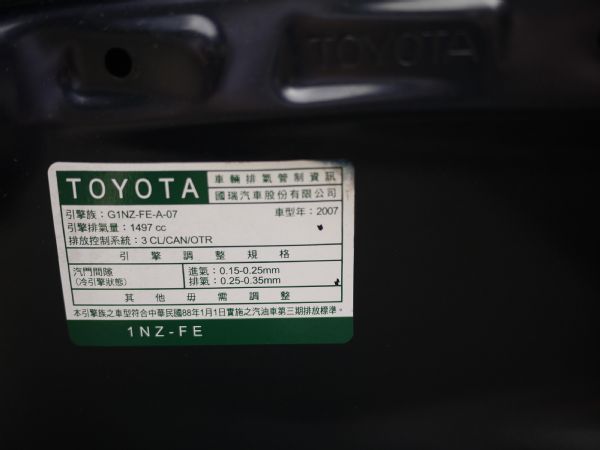 TOYOTA
TOYOTA
車輛排氣管制資訊
國瑞汽車股份有限公司
引擎族：G1NZ-FE-A-07 車型年：2007
引擎排氣量：1497 cc
排放控制系統：3 CL/CAN/OTR
引擎調整規格
汽門間隙
(冷引擎狀態)
進氣：0.15-0.25mm
排氣：0.25-0.35mm
其他毋需調整
本引擎族之車型符合中華民國88年1月1日實施之汽油車第三期排放標準。
1NZ-FE